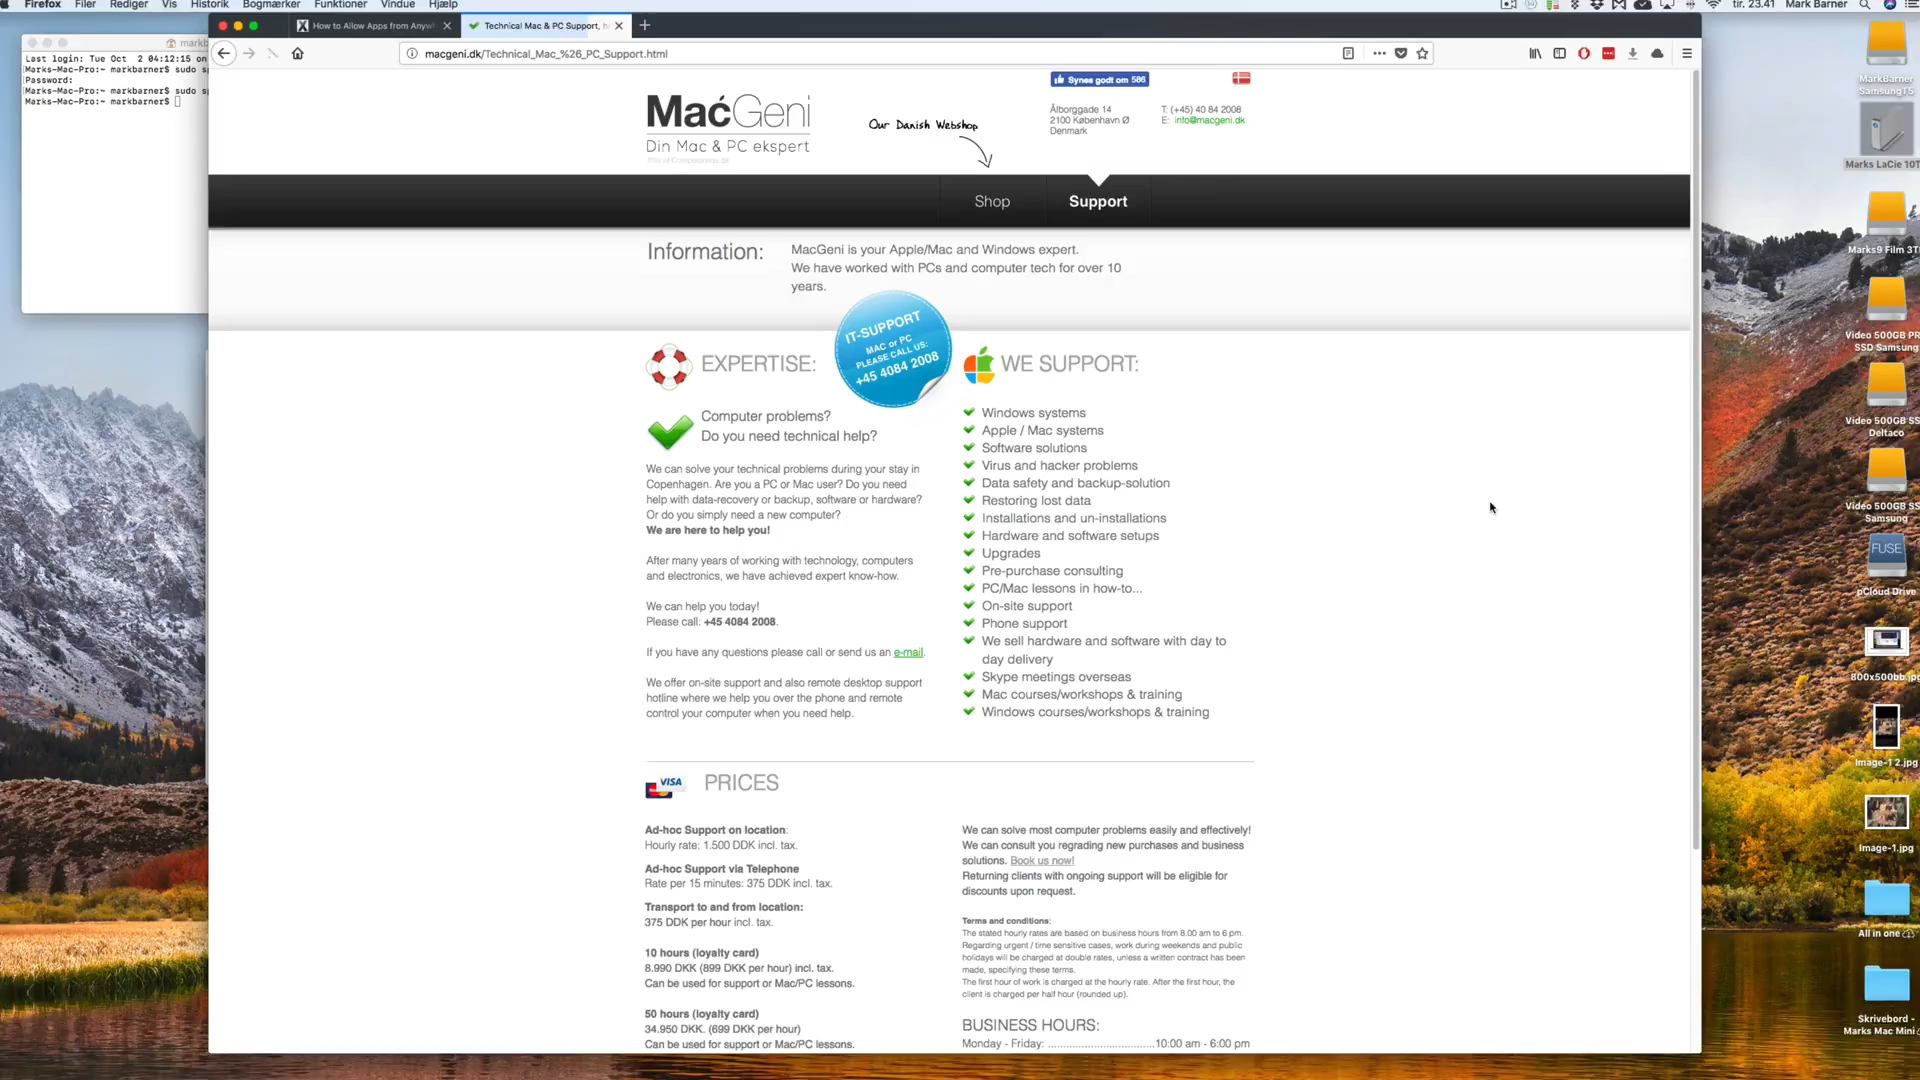 Firefox Filer Rediger Vis Historik Bogmærker Funktioner Vindue Hjælp
tir. 23.41 Mark Barner
Last login: Tue Oct 2 04:12:15 on
Marks-Mac-Pro:~ markbarner$ sudo sp
Password:
Marks-Mac-Pro:~ markbarner$ sudo sp
Marks-Mac-Pro:~ markbarner$
How to Allow Apps from Anyw
Technical Mac & PC Support, h
macgeni.dk/Technical_Mac_%26_PC_Support.html
MaćGeni
Din Mac & PC ekspert
Our Danish Webshop
Synes godt om 586
Ålborggade 14
2100 København Ø
Denmark
T: (+45) 40 84 2008
E: info@macgeni.dk
Shop
Support
Information:
MacGeni is your Apple/Mac and Windows expert.
We have worked with PCs and computer tech for over 10
years.
IT-SUPPORT
MAC or PC
PLEASE CALL US:
+45 4084 2008
EXPERTISE:
Computer problems?
Do you need technical help?
We can solve your technical problems during your stay in
Copenhagen. Are you a PC or Mac user? Do you need
help with data-recovery or backup, software or hardware?
Or do you simply need a new computer?
We are here to help you!
After many years of working with technology, computers
and electronics, we have achieved expert know-how.
We can help you today!
Please call: +45 4084 2008.
If you have any questions please call or send us an e-mail.
We offer on-site support and also remote desktop support
hotline where we help you over the phone and remote
control your computer when you need help.
WE SUPPORT:
Windows systems
Apple / Mac systems
Software solutions
Virus and hacker problems
Data safety and backup-solution
Restoring lost data
Installations and un-installations
Hardware and software setups
Upgrades
Pre-purchase consulting
PC/Mac lessons in how-to...
On-site support
Phone support
We sell hardware and software with day to
day delivery
Skype meetings overseas
Mac courses/workshops & training
Windows courses/workshops & training
VISA
PRICES
Ad-hoc Support on location:
Hourly rate: 1.500 DDK incl. tax.
Ad-hoc Support via Telephone
Rate per 15 minutes: 375 DDK incl. tax.
Transport to and from location:
375 DDK per hour incl. tax.
10 hours (loyalty card)
8.990 DKK (899 DKK per hour) incl. tax.
Can be used for support or Mac/PC lessons.
50 hours (loyalty card)
34.950 DKK. (699 DKK per hour)
Can be used for support or Mac/PC lessons.
We can solve most computer problems easily and effectively!
We can consult you regrading new purchases and business
solutions. Book us now!
Returning clients with ongoing support will be eligible for
discounts upon request.
Terms and conditions:
The stated hourly rates are based on business hours from 8.00 am to 6 pm.
Regarding urgent / time sensitive cases, work during weekends and public
holidays will be charged at double rates, unless a written contract has been
made, specifying these terms.
The first hour of work is charged at the hourly rate. After the first hour, the
client is charged per half hour (rounded up).
BUSINESS HOURS:
Monday - Friday: ...................................10:00 am - 6:00 pm
MarkBarner
SamsungT5
Marks LaCie 10T
Marks9 Film 3T
Video 500GB PR
SSD Samsung
Video 500GB SS
Deltaco
Video 500GB SS
Samsung
FUSE
pCloud Drive
800x500bb.jp
Image-1 2.jpg
Image-1.jpg
All in one
Skrivebord -
Marks Mac Mini